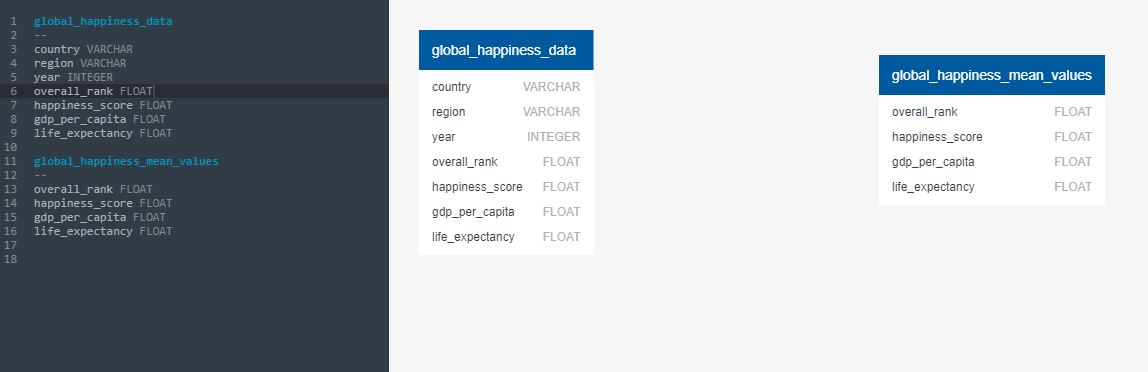 1 global_happiness_data
2 --
3 country VARCHAR
4 region VARCHAR
5 year INTEGER
6 overall_rank FLOAT
7 happiness_score FLOAT
8 gdp_per_capita FLOAT
9 life_expectancy FLOAT
10
11 global_happiness_mean_values
12 --
13 overall_rank FLOAT
14 happiness_score FLOAT
15 gdp_per_capita FLOAT
16 life_expectancy FLOAT
17
18
global_happiness_data
country VARCHAR
region VARCHAR
year INTEGER
overall_rank FLOAT
happiness_score FLOAT
gdp_per_capita FLOAT
life_expectancy FLOAT
global_happiness_mean_values
overall_rank FLOAT
happiness_score FLOAT
gdp_per_capita FLOAT
life_expectancy FLOAT